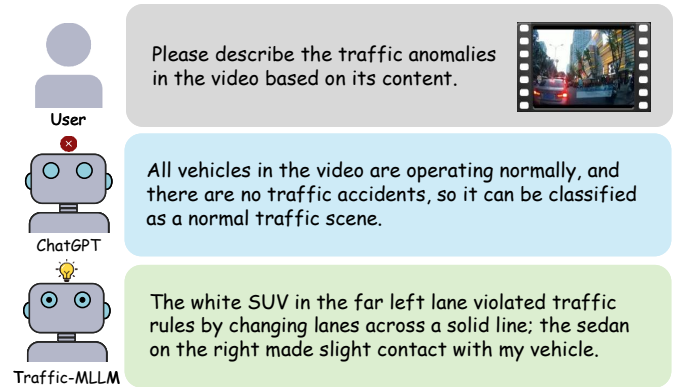 Please describe the traffic anomalies
in the video based on its content.
User
All vehicles in the video are operating normally, and
there are no traffic accidents, so it can be classified
as a normal traffic scene.
ChatGPT
The white SUV in the far left lane violated traffic
rules by changing lanes across a solid line; the sedan
on the right made slight contact with my vehicle.
Traffic-MLLM